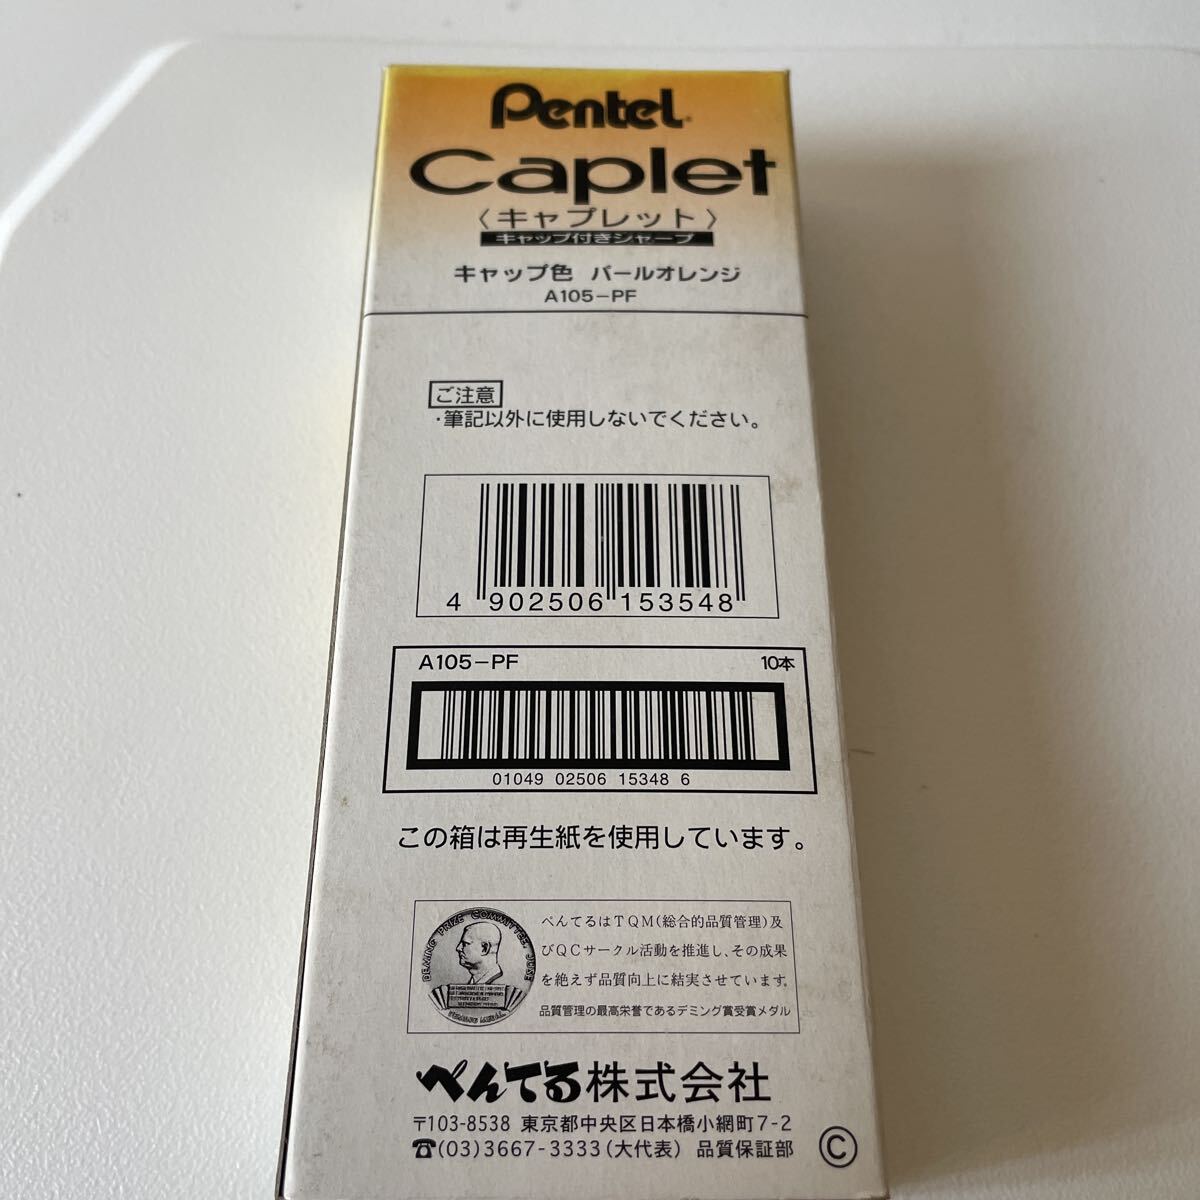 Pentel
Caplet
〈キャプレット〉
キャップ付きシャープ
キャップ色 パールオレンジ
A105-PF
ご注意
・筆記以外に使用しないでください。
4 902506 153548
A105-PF 10本
01049 02506 15348 6
この箱は再生紙を使用しています。
DEMING PRIZE COMMITTEE, JUSE
DEMING MEDAL
ぺんてるはTQM(総合的品質管理)及
びQCサークル活動を推進し、その成果
を絶えず品質向上に結実させています。
品質管理の最高栄誉であるデミング賞受賞メダル
ぺんてる株式会社
〒103-8538 東京都中央区日本橋小網町7-2
☎(03)3667-3333(大代表) 品質保証部
Ⓒ